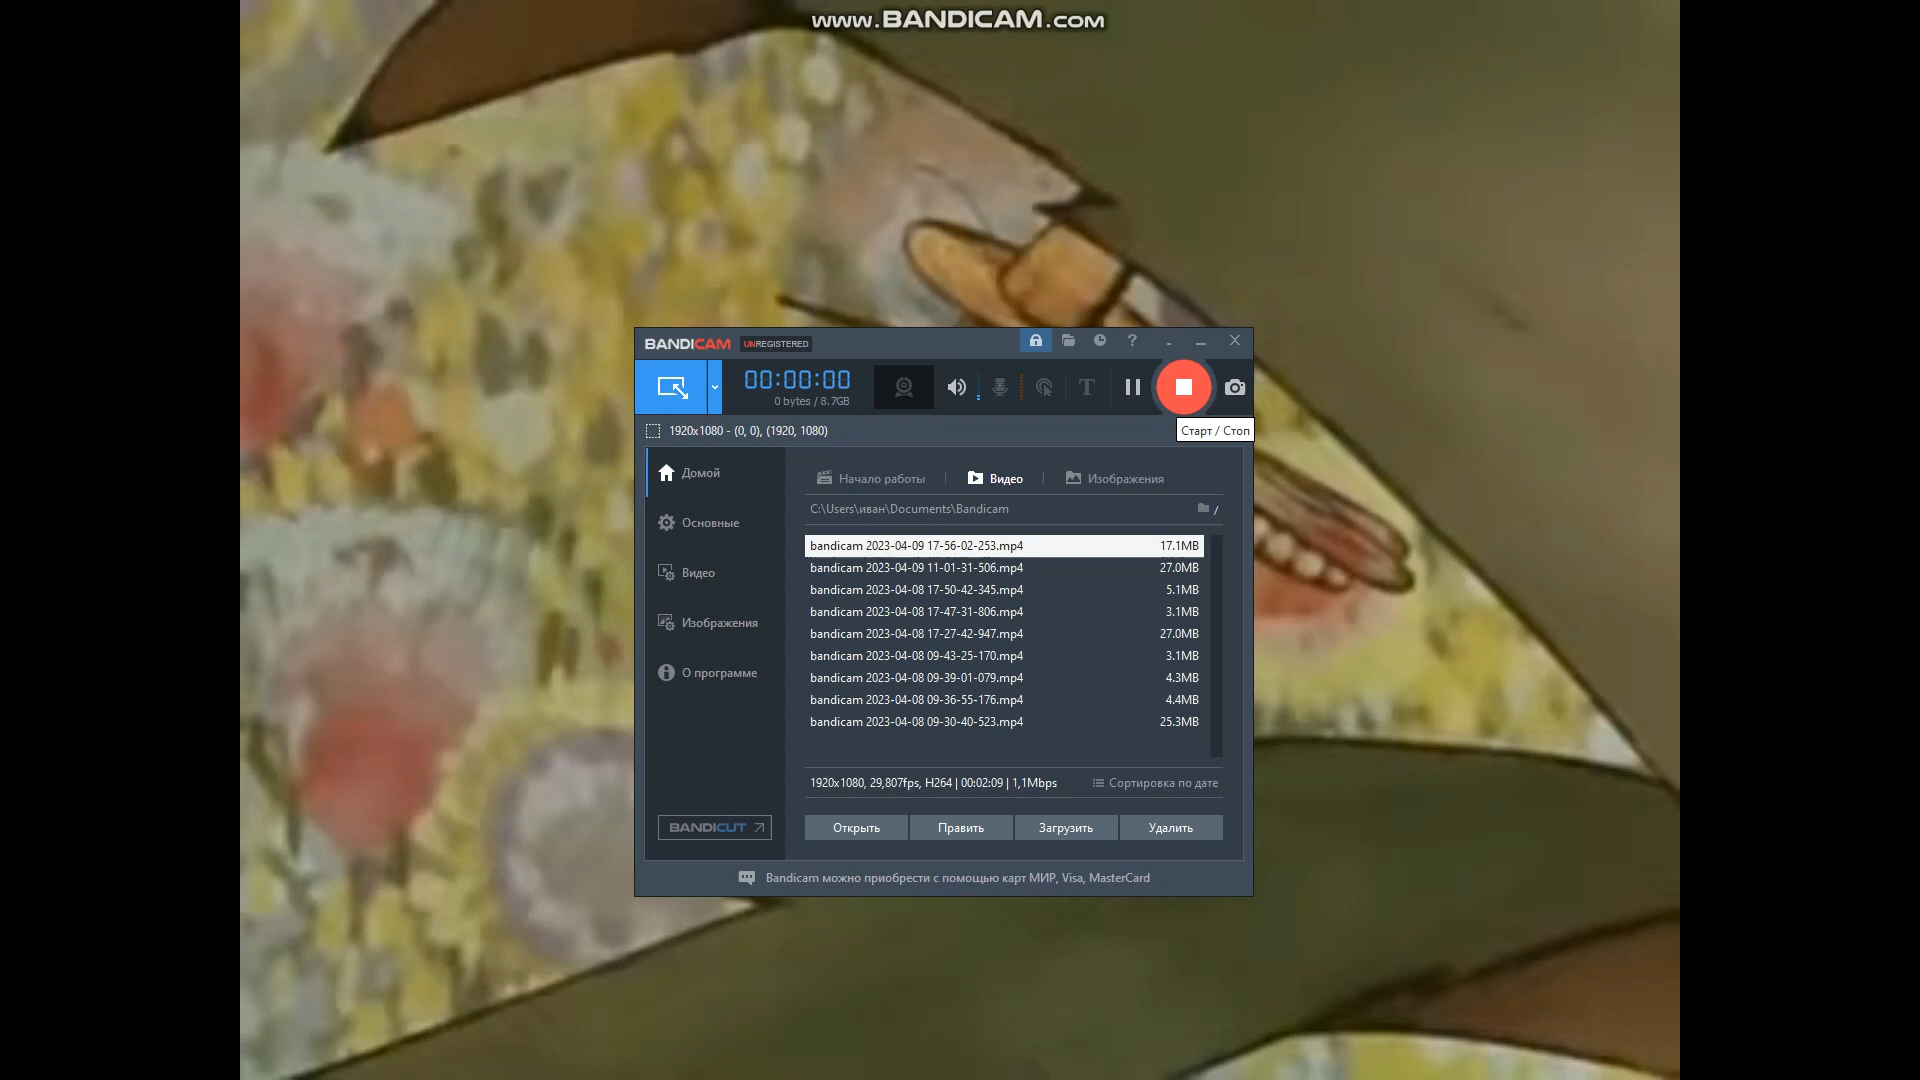 www.BANDICAM.com
BANDICAM UNREGISTERED
00:00:00
0 bytes / 8.7GB
T
1920x1080 - (0, 0), (1920, 1080)
Старт / Стоп
Домой
Основные
Видео
Изображения
О программе
BANDICUT
Начало работы
Видео
Изображения
C:\Users\иван\Documents\Bandicam
/
bandicam 2023-04-09 17-56-02-253.mp4 17.1MB
bandicam 2023-04-09 11-01-31-506.mp4 27.0MB
bandicam 2023-04-08 17-50-42-345.mp4 5.1MB
bandicam 2023-04-08 17-47-31-806.mp4 3.1MB
bandicam 2023-04-08 17-27-42-947.mp4 27.0MB
bandicam 2023-04-08 09-43-25-170.mp4 3.1MB
bandicam 2023-04-08 09-39-01-079.mp4 4.3MB
bandicam 2023-04-08 09-36-55-176.mp4 4.4MB
bandicam 2023-04-08 09-30-40-523.mp4 25.3MB
1920x1080, 29,807fps, H264 | 00:02:09 | 1,1Mbps
Сортировка по дате
Открыть
Править
Загрузить
Удалить
Bandicam можно приобрести с помощью карт МИР, Visa, MasterCard